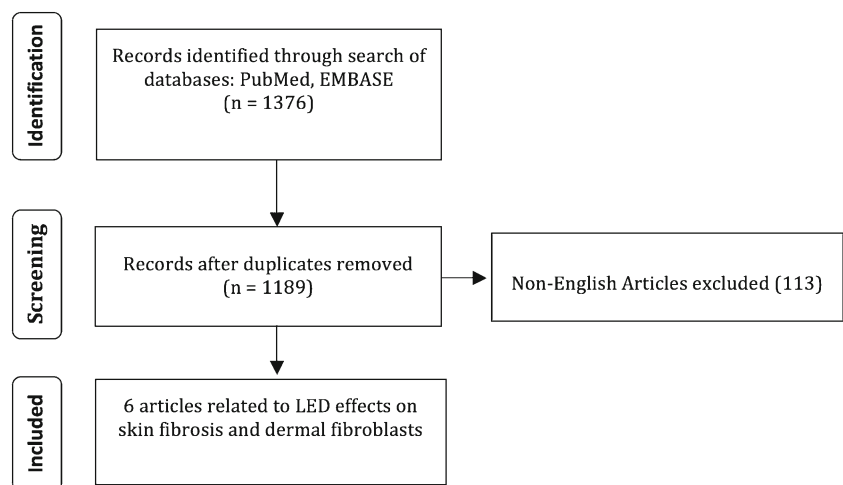 Identification
Records identified through search of
databases: PubMed, EMBASE
(n = 1376)
Screening
Records after duplicates removed
(n = 1189)
Non-English Articles excluded (113)
Included
6 articles related to LED effects on
skin fibrosis and dermal fibroblasts